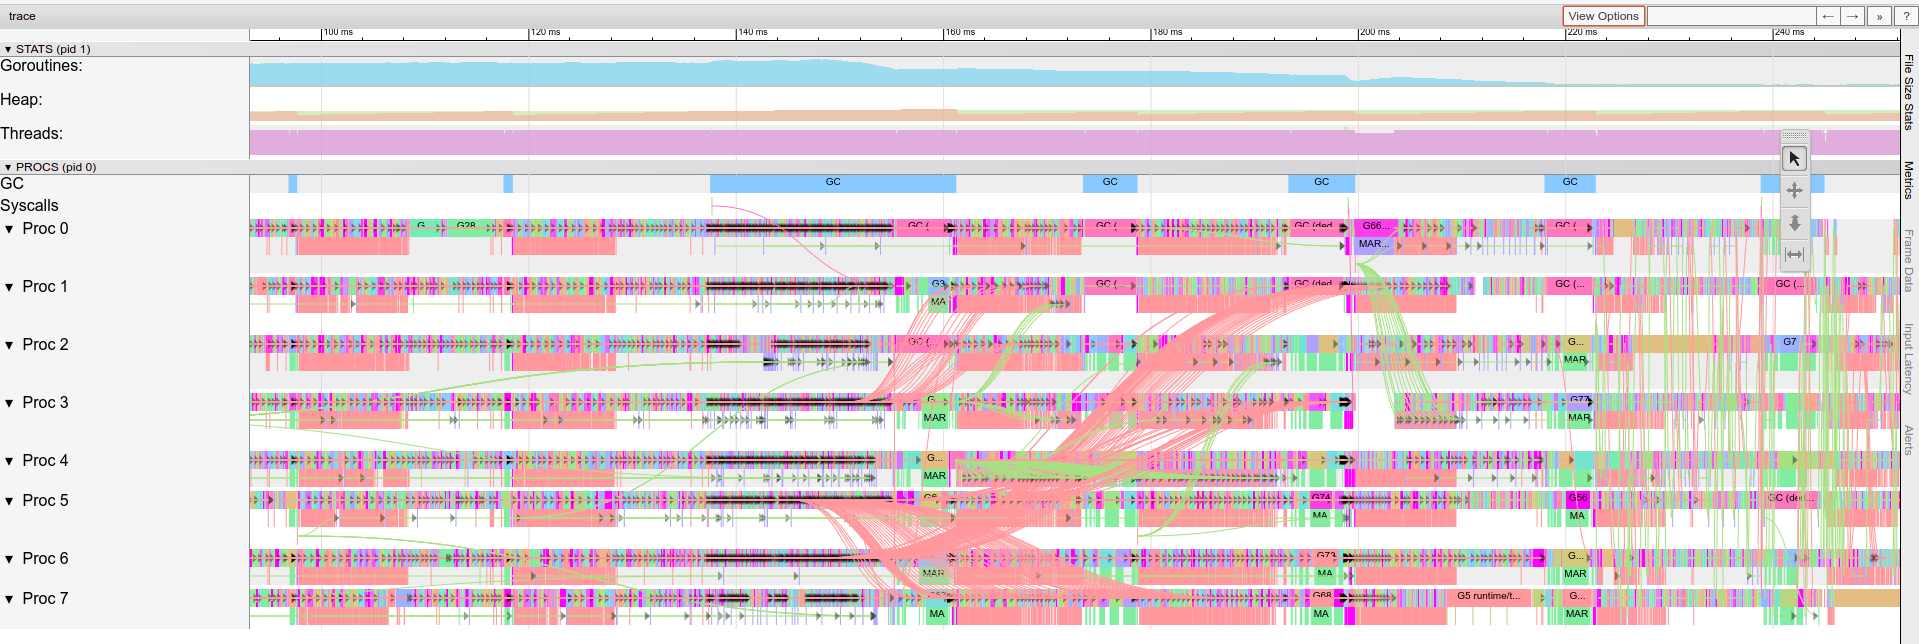 trace
View Options
← → » ?
100 ms 120 ms 140 ms 160 ms 180 ms 200 ms 220 ms 240 ms
▼ STATS (pid 1)
Goroutines:
Heap:
Threads:
▼ PROCS (pid 0)
GC GC GC GC GC
Syscalls
▼ Proc 0 G... G28 GC ( GC ( GC (ded G66... GC (
MAR...
▼ Proc 1 G3 GC ( GC (ded GC (... GC (...
MA
▼ Proc 2 GC ( G... G7
MAR
▼ Proc 3 G... G77
MAR MAR
▼ Proc 4 G...
MAR
▼ Proc 5 G6 G74 G56 GC (ded...
MA MA
▼ Proc 6 G73 G...
MAR MA MAR
▼ Proc 7 G68 G5 runtime/t... G...
MA MA MAR
File Size Stats
Metrics
Frame Data
Input Latency
Alerts